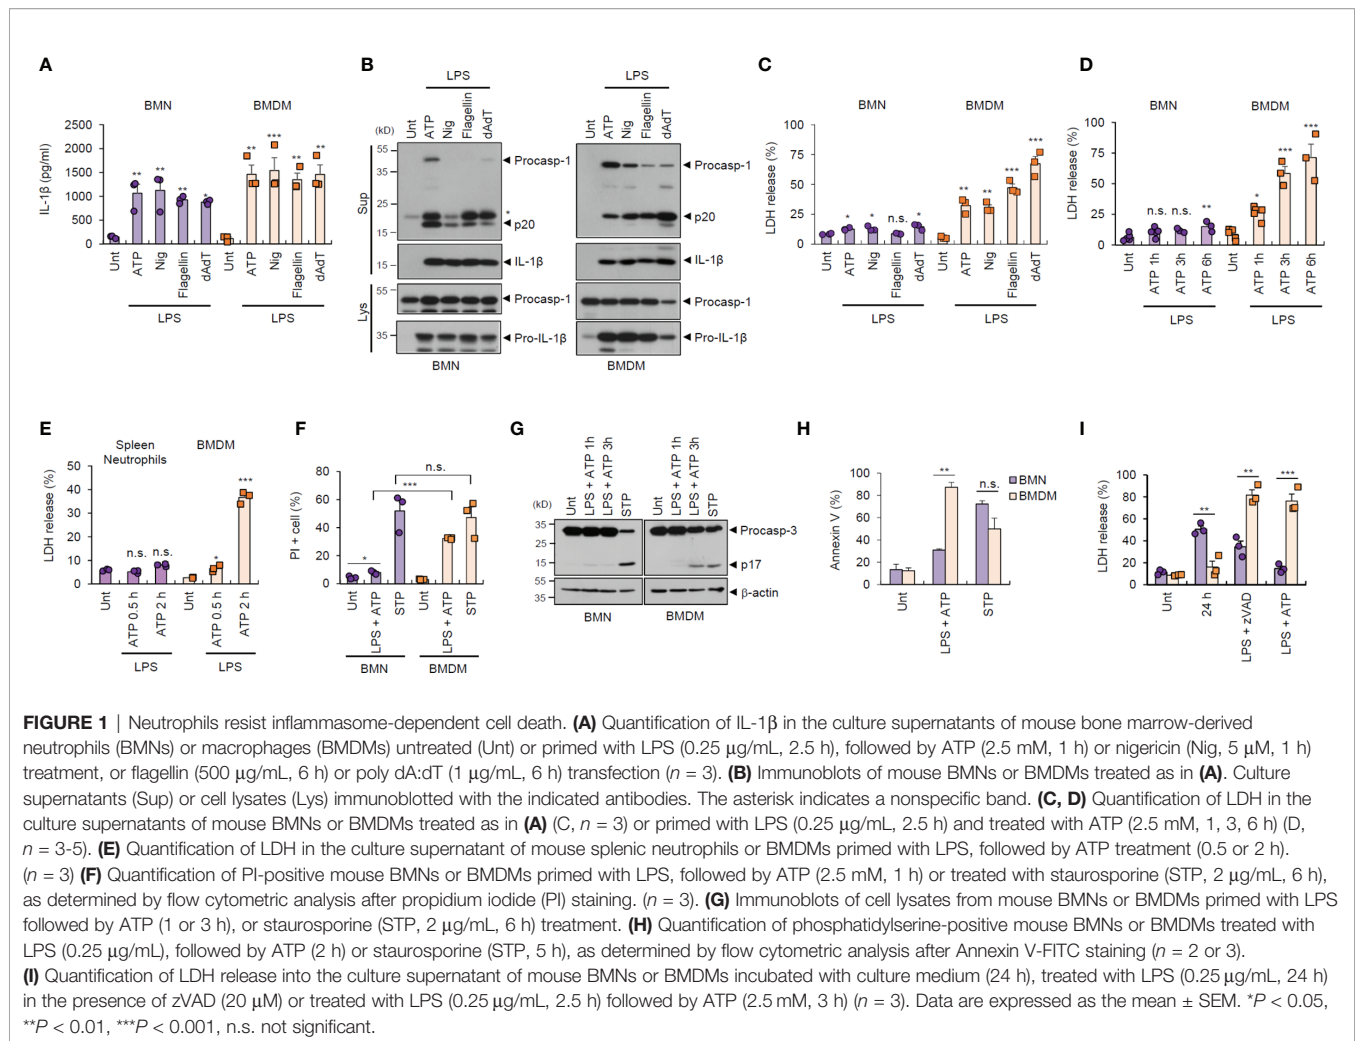 A
BMN
BMDM
IL-1β (pg/ml)
2500
2000
1500
1000
500
0
** ** ** * ** *** ** **
Unt ATP Nig Flagellin dAdT Unt ATP Nig Flagellin dAdT
LPS LPS
B
LPS LPS
(kD) Unt ATP Nig Flagellin dAdT Unt ATP Nig Flagellin dAdT
Sup
55
35
25
15
15
Procasp-1 Procasp-1
*
p20 p20
IL-1β IL-1β
Lys
55
35
Procasp-1 Procasp-1
Pro-IL-1β Pro-IL-1β
BMN BMDM
C
BMN BMDM
LDH release (%)
100
75
50
25
0
* * n.s. * ** ** *** ***
Unt ATP Nig Flagellin dAdT Unt ATP Nig Flagellin dAdT
LPS LPS
D
BMN BMDM
LDH release (%)
100
75
50
25
0
n.s. n.s. ** * *** ***
Unt ATP 1h ATP 3h ATP 6h Unt ATP 1h ATP 3h ATP 6h
LPS LPS
E
Spleen
Neutrophils BMDM
LDH release (%)
50
40
30
20
10
0
n.s. n.s. * ***
Unt ATP 0.5 h ATP 2 h Unt ATP 0.5 h ATP 2 h
LPS LPS
F
PI + cell (%)
80
60
40
20
0
n.s.
***
*
Unt LPS + ATP STP Unt LPS + ATP STP
BMN BMDM
G
(kD) Unt LPS + ATP 1h LPS + ATP 3h STP Unt LPS + ATP 1h LPS + ATP 3h STP
35
25
15
55
35
Procasp-3
p17
β-actin
BMN BMDM
H
Annexin V (%)
100
80
60
40
20
0
** n.s.
BMN
BMDM
Unt LPS + ATP STP
I
LDH release (%)
100
80
60
40
20
0
** ** ***
Unt 24 h LPS + zVAD LPS + ATP
FIGURE 1 | Neutrophils resist inflammasome-dependent cell death. (A) Quantification of IL-1β in the culture supernatants of mouse bone marrow-derived
neutrophils (BMNs) or macrophages (BMDMs) untreated (Unt) or primed with LPS (0.25 μg/mL, 2.5 h), followed by ATP (2.5 mM, 1 h) or nigericin (Nig, 5 μM, 1 h)
treatment, or flagellin (500 μg/mL, 6 h) or poly dA:dT (1 μg/mL, 6 h) transfection (n = 3). (B) Immunoblots of mouse BMNs or BMDMs treated as in (A). Culture
supernatants (Sup) or cell lysates (Lys) immunoblotted with the indicated antibodies. The asterisk indicates a nonspecific band. (C, D) Quantification of LDH in the
culture supernatants of mouse BMNs or BMDMs treated as in (A) (C, n = 3) or primed with LPS (0.25 μg/mL, 2.5 h) and treated with ATP (2.5 mM, 1, 3, 6 h) (D,
n = 3-5). (E) Quantification of LDH in the culture supernatant of mouse splenic neutrophils or BMDMs primed with LPS, followed by ATP treatment (0.5 or 2 h).
(n = 3) (F) Quantification of PI-positive mouse BMNs or BMDMs primed with LPS, followed by ATP (2.5 mM, 1 h) or treated with staurosporine (STP, 2 μg/mL, 6 h),
as determined by flow cytometric analysis after propidium iodide (PI) staining. (n = 3). (G) Immunoblots of cell lysates from mouse BMNs or BMDMs primed with LPS
followed by ATP (1 or 3 h), or staurosporine (STP, 2 μg/mL, 6 h) treatment. (H) Quantification of phosphatidylserine-positive mouse BMNs or BMDMs treated with
LPS (0.25 μg/mL), followed by ATP (2 h) or staurosporine (STP, 5 h), as determined by flow cytometric analysis after Annexin V-FITC staining (n = 2 or 3).
(I) Quantification of LDH release into the culture supernatant of mouse BMNs or BMDMs incubated with culture medium (24 h), treated with LPS (0.25 μg/mL, 24 h)
in the presence of zVAD (20 μM) or treated with LPS (0.25 μg/mL, 2.5 h) followed by ATP (2.5 mM, 3 h) (n = 3). Data are expressed as the mean ± SEM. *P < 0.05,
**P < 0.01, ***P < 0.001, n.s. not significant.